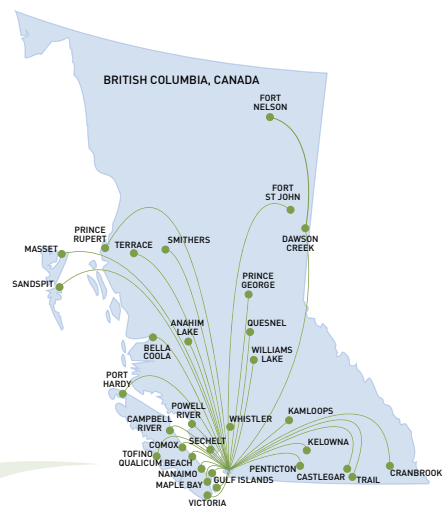 BRITISH COLUMBIA, CANADA
FORT
NELSON
FORT
ST JOHN
PRINCE
RUPERT
TERRACE
SMITHERS
DAWSON
CREEK
MASSET
SANDSPIT
PRINCE
GEORGE
ANAHIM
LAKE
QUESNEL
BELLA
COOLA
WILLIAMS
LAKE
PORT
HARDY
POWELL
RIVER
KAMLOOPS
CAMPBELL
RIVER
WHISTLER
SECHELT
KELOWNA
COMOX
TOFINO
QUALICUM BEACH
PENTICTON
CRANBROOK
NANAIMO
GULF ISLANDS
CASTLEGAR
TRAIL
MAPLE BAY
VICTORIA